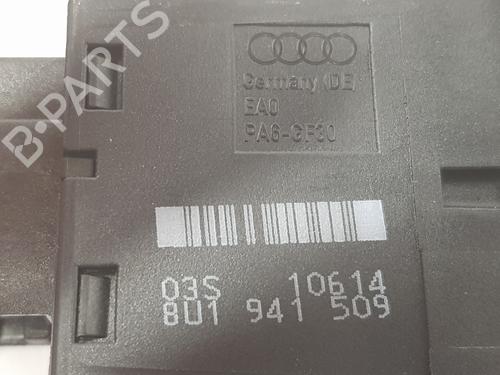 Germany (DE)
EA0
PA6-GF30
B-PARTS
03S 10614
8U1 941 509